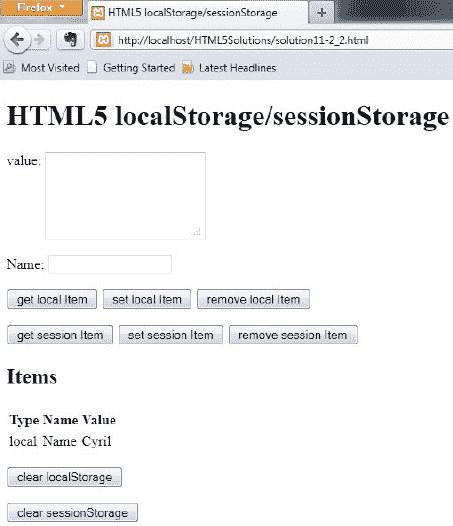 Firefox
HTML5 localStorage/sessionStorage +
http://localhost/HTML5Solutions/solution11-2_2.html
Most Visited Getting Started Latest Headlines
HTML5 localStorage/sessionStorage
value:
Name:
get local Item set local Item remove local Item
get session Item set session Item remove session Item
Items
Type Name Value
local Name Cyril
clear localStorage
clear sessionStorage